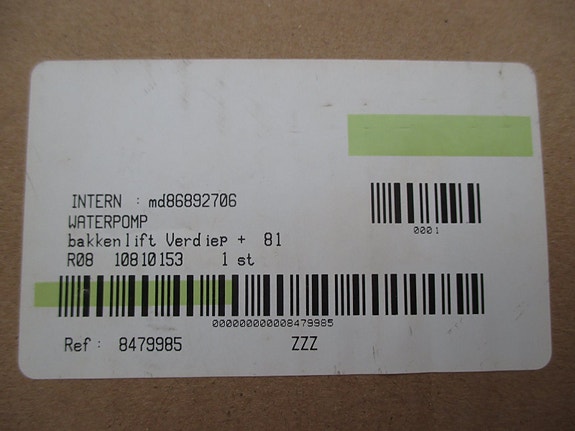 INTERN : md86892706
WATERPOMP
bakkenlift Verdiep + 81
R08 10810153 1 st
0001
000000000008479985
Ref: 8479985 ZZZ